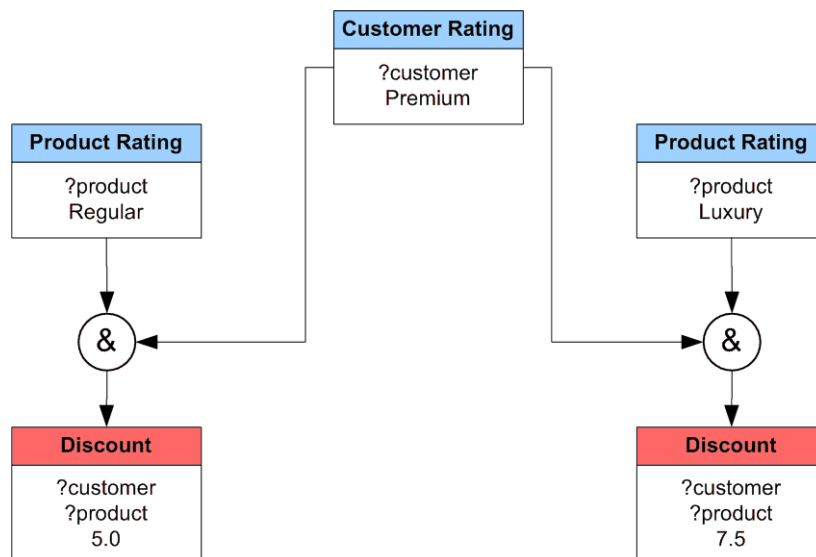 Customer Rating
?customer
Premium
Product Rating
?product
Regular
Product Rating
?product
Luxury
&
&
Discount
?customer
?product
5.0
Discount
?customer
?product
7.5